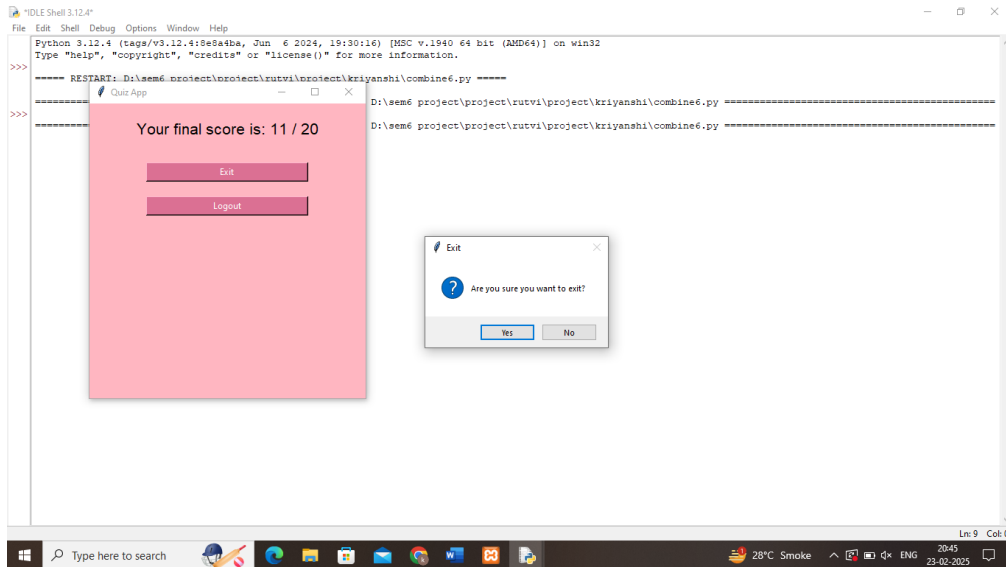 *IDLE Shell 3.12.4*
File Edit Shell Debug Options Window Help
Python 3.12.4 (tags/v3.12.4:8e8a4ba, Jun  6 2024, 19:30:16) [MSC v.1940 64 bit (AMD64)] on win32
Type "help", "copyright", "credits" or "license()" for more information.
>>>
===== RESTART: D:\sem6 project\project\rutvi\project\kriyanshi\combine6.py =====
D:\sem6 project\project\rutvi\project\kriyanshi\combine6.py
>>>
D:\sem6 project\project\rutvi\project\kriyanshi\combine6.py
Quiz App
Your final score is: 11 / 20
Exit
Logout
Exit
Are you sure you want to exit?
Yes No
Ln: 9 Col: 0
Type here to search
28°C Smoke
ENG
20:45
23-02-2025